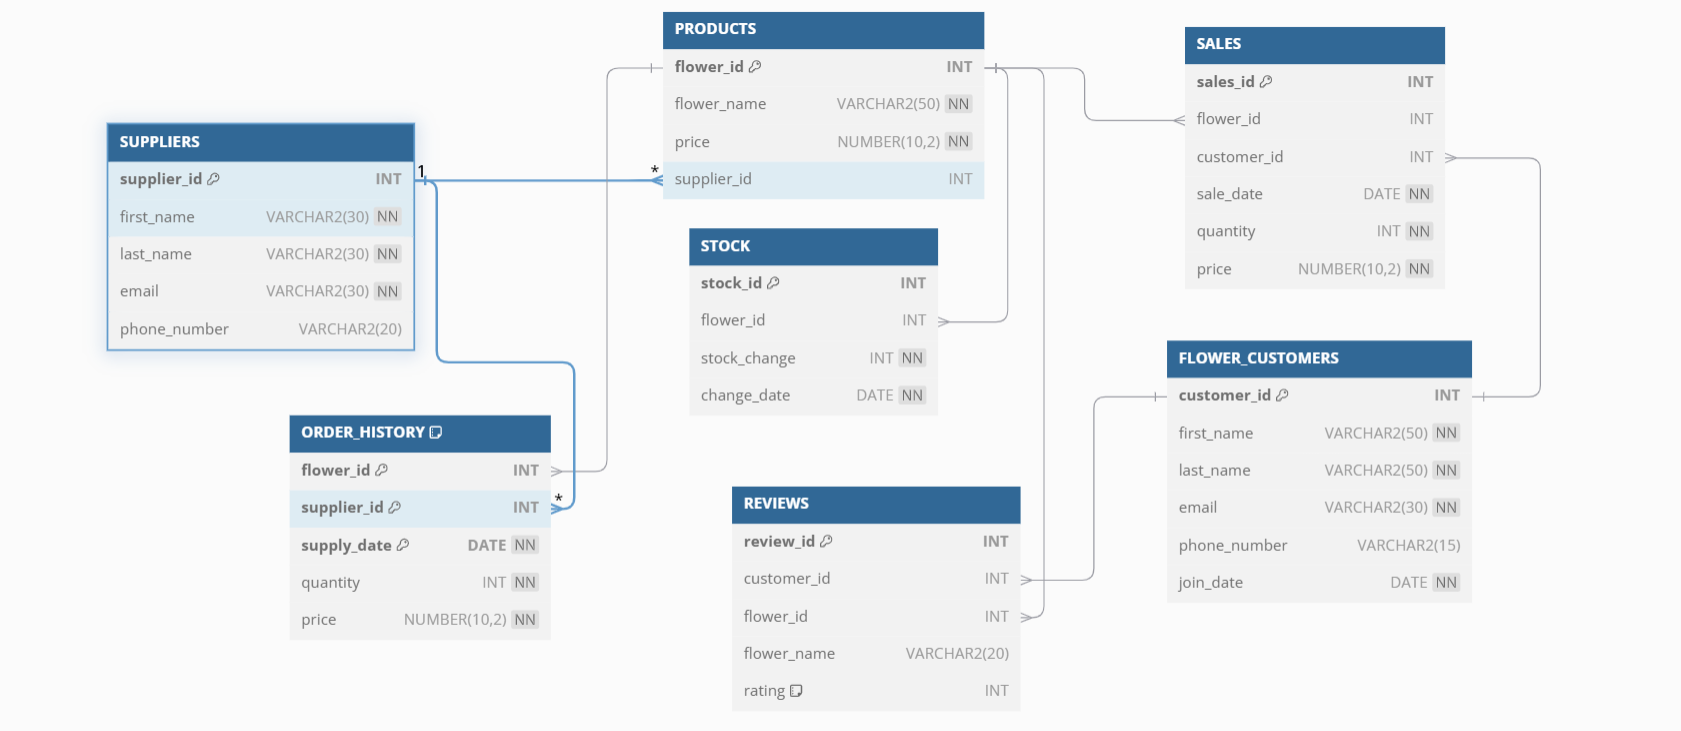 PRODUCTS
flower_id INT
flower_name VARCHAR2(50) NN
price NUMBER(10,2) NN
supplier_id INT
SALES
sales_id INT
flower_id INT
customer_id INT
sale_date DATE NN
quantity INT NN
price NUMBER(10,2) NN
SUPPLIERS
supplier_id INT
first_name VARCHAR2(30) NN
last_name VARCHAR2(30) NN
email VARCHAR2(30) NN
phone_number VARCHAR2(20)
1
*
STOCK
stock_id INT
flower_id INT
stock_change INT NN
change_date DATE NN
FLOWER_CUSTOMERS
customer_id INT
first_name VARCHAR2(50) NN
last_name VARCHAR2(50) NN
email VARCHAR2(30) NN
phone_number VARCHAR2(15)
join_date DATE NN
ORDER_HISTORY
flower_id INT
supplier_id INT
*
supply_date DATE NN
quantity INT NN
price NUMBER(10,2) NN
REVIEWS
review_id INT
customer_id INT
flower_id INT
flower_name VARCHAR2(20)
rating INT